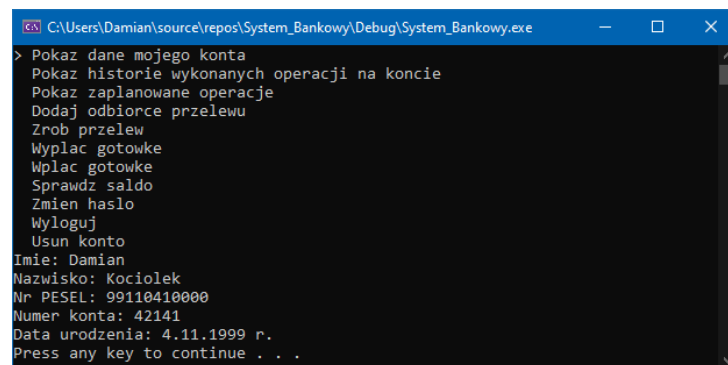 C:\Users\Damian\source\repos\System_Bankowy\Debug\System_Bankowy.exe
> Pokaz dane mojego konta
Pokaz historie wykonanych operacji na koncie
Pokaz zaplanowane operacje
Dodaj odbiorce przelewu
Zrob przelew
Wyplac gotowke
Wplac gotowke
Sprawdz saldo
Zmien haslo
Wyloguj
Usun konto
Imie: Damian
Nazwisko: Kociolek
Nr PESEL: 99110410000
Numer konta: 42141
Data urodzenia: 4.11.1999 r.
Press any key to continue . . .